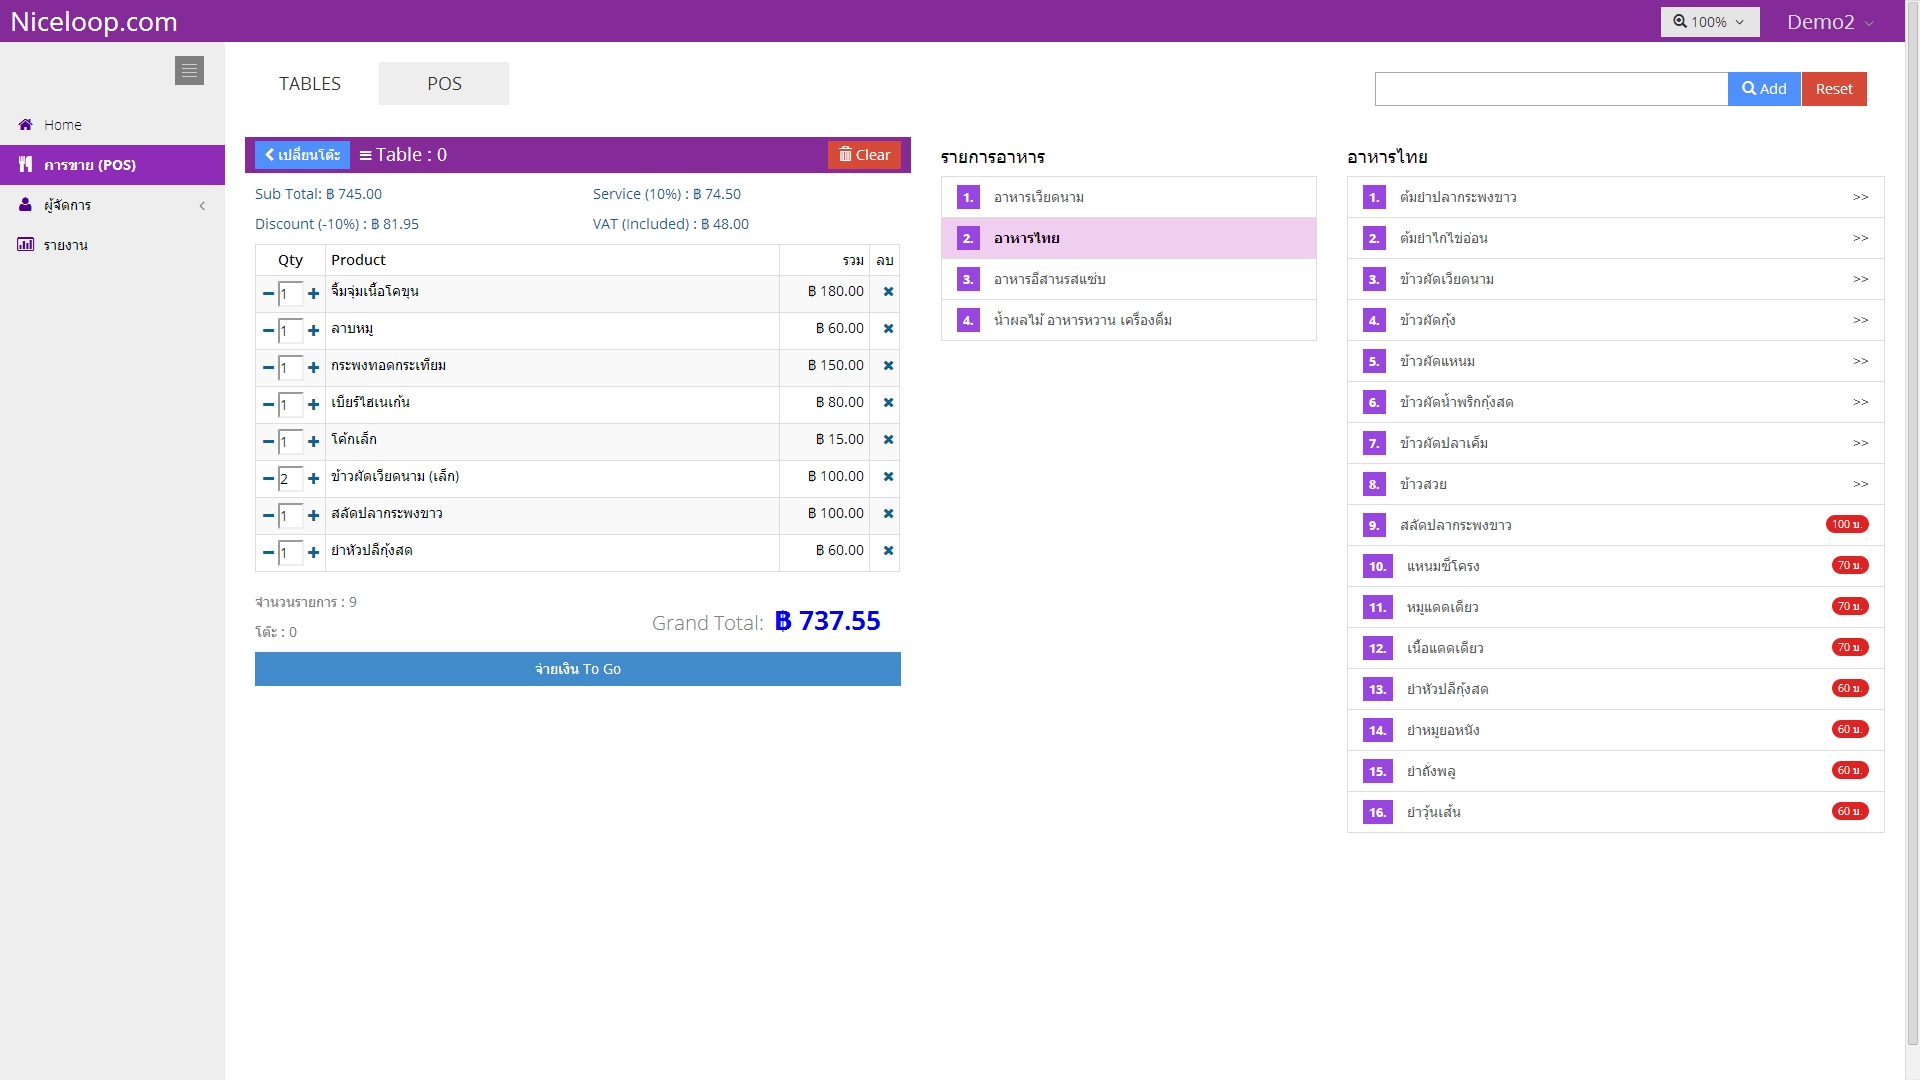 Niceloop.com
100%
Demo2
Home
การขาย (POS)
ผู้จัดการ
รายงาน
TABLES
POS
Add
Reset
เปลี่ยนโต๊ะ
Table : 0
Clear
Sub Total: ฿ 745.00
Service (10%) : ฿ 74.50
Discount (-10%) : ฿ 81.95
VAT (Included) : ฿ 48.00
Qty Product รวม ลบ
1 จิ้มจุ่มเนื้อโคขุน ฿ 180.00
1 ลาบหมู ฿ 60.00
1 กระพงทอดกระเทียม ฿ 150.00
1 เบียร์ไฮเนเก้น ฿ 80.00
1 โค้กเล็ก ฿ 15.00
2 ข้าวผัดเวียดนาม (เล็ก) ฿ 100.00
1 สลัดปลากระพงขาว ฿ 100.00
1 ยำหัวปลีกุ้งสด ฿ 60.00
จำนวนรายการ : 9
โต๊ะ : 0
Grand Total: ฿ 737.55
จ่ายเงิน To Go
รายการอาหาร
1. อาหารเวียดนาม
2. อาหารไทย
3. อาหารอีสานรสแซ่บ
4. น้ำผลไม้ อาหารหวาน เครื่องดื่ม
อาหารไทย
1. ต้มยำปลากระพงขาว >>
2. ต้มยำไก่ไข่อ่อน >>
3. ข้าวผัดเวียดนาม >>
4. ข้าวผัดกุ้ง >>
5. ข้าวผัดแหนม >>
6. ข้าวผัดน้ำพริกกุ้งสด >>
7. ข้าวผัดปลาเค็ม >>
8. ข้าวสวย >>
9. สลัดปลากระพงขาว 100 บ.
10. แหนมซี่โครง 70 บ.
11. หมูแดดเดียว 70 บ.
12. เนื้อแดดเดียว 70 บ.
13. ยำหัวปลีกุ้งสด 60 บ.
14. ยำหมูยอหนัง 60 บ.
15. ยำถั่วพลู 60 บ.
16. ยำวุ้นเส้น 60 บ.